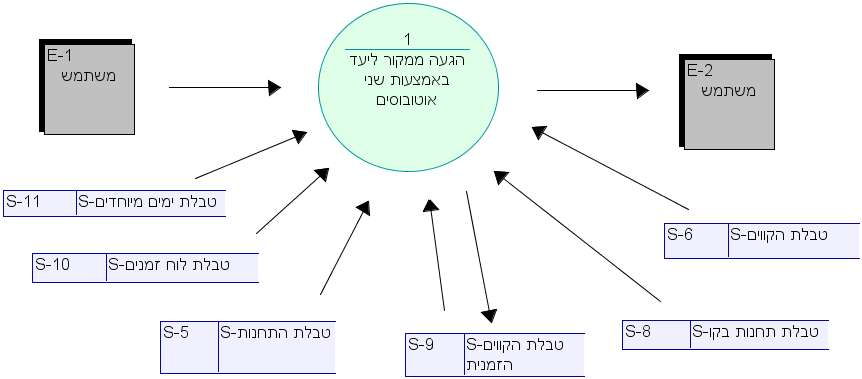 E-1
משתמש
1
הגעה ממקור ליעד
באמצעות שני
אוטובוסים
E-2
משתמש
S-11
S-טבלת ימים מיוחדים
S-10
S-טבלת לוח זמנים
S-5
S-טבלת התחנות
S-9
S-טבלת הקווים
הזמנית
S-8
S-טבלת תחנות בקו
S-6
S-טבלת הקווים